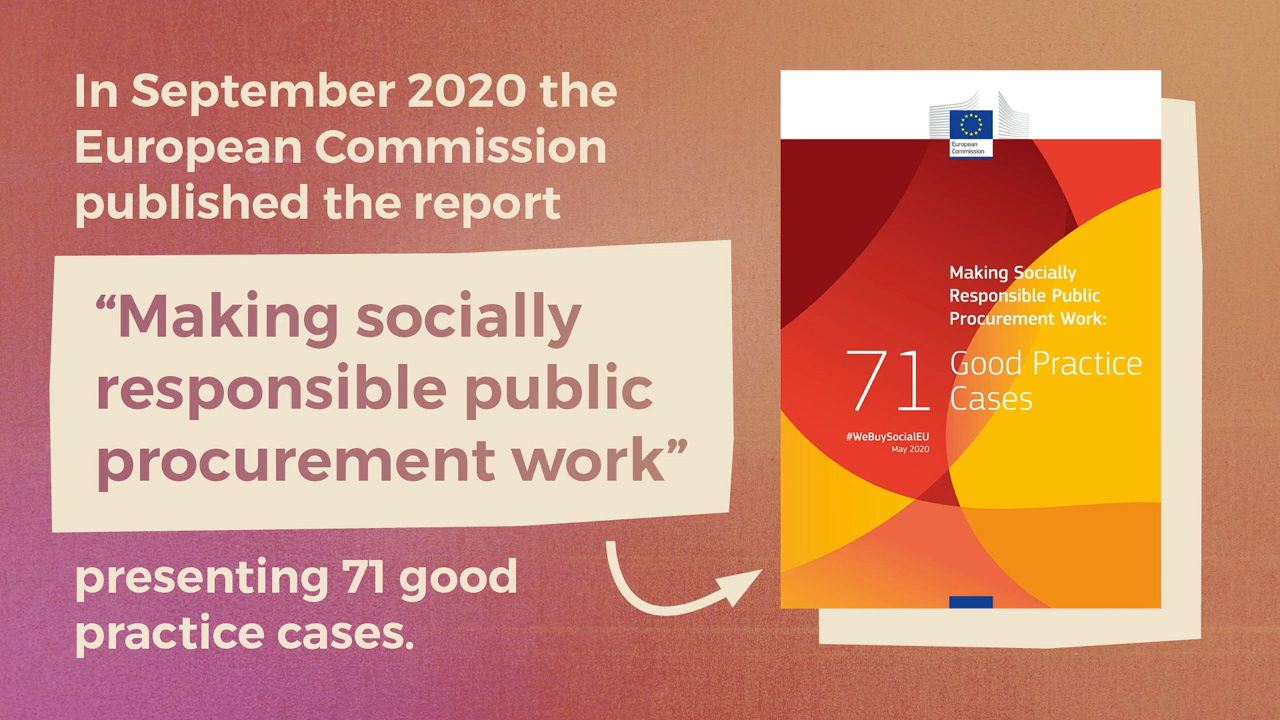 In September 2020 the
European Commission
published the report
“Making socially
responsible public
procurement work”
presenting 71 good
practice cases.
European
Commission
Making Socially
Responsible Public
Procurement Work:
71 Good Practice
Cases
#WeBuySocialEU
May 2020